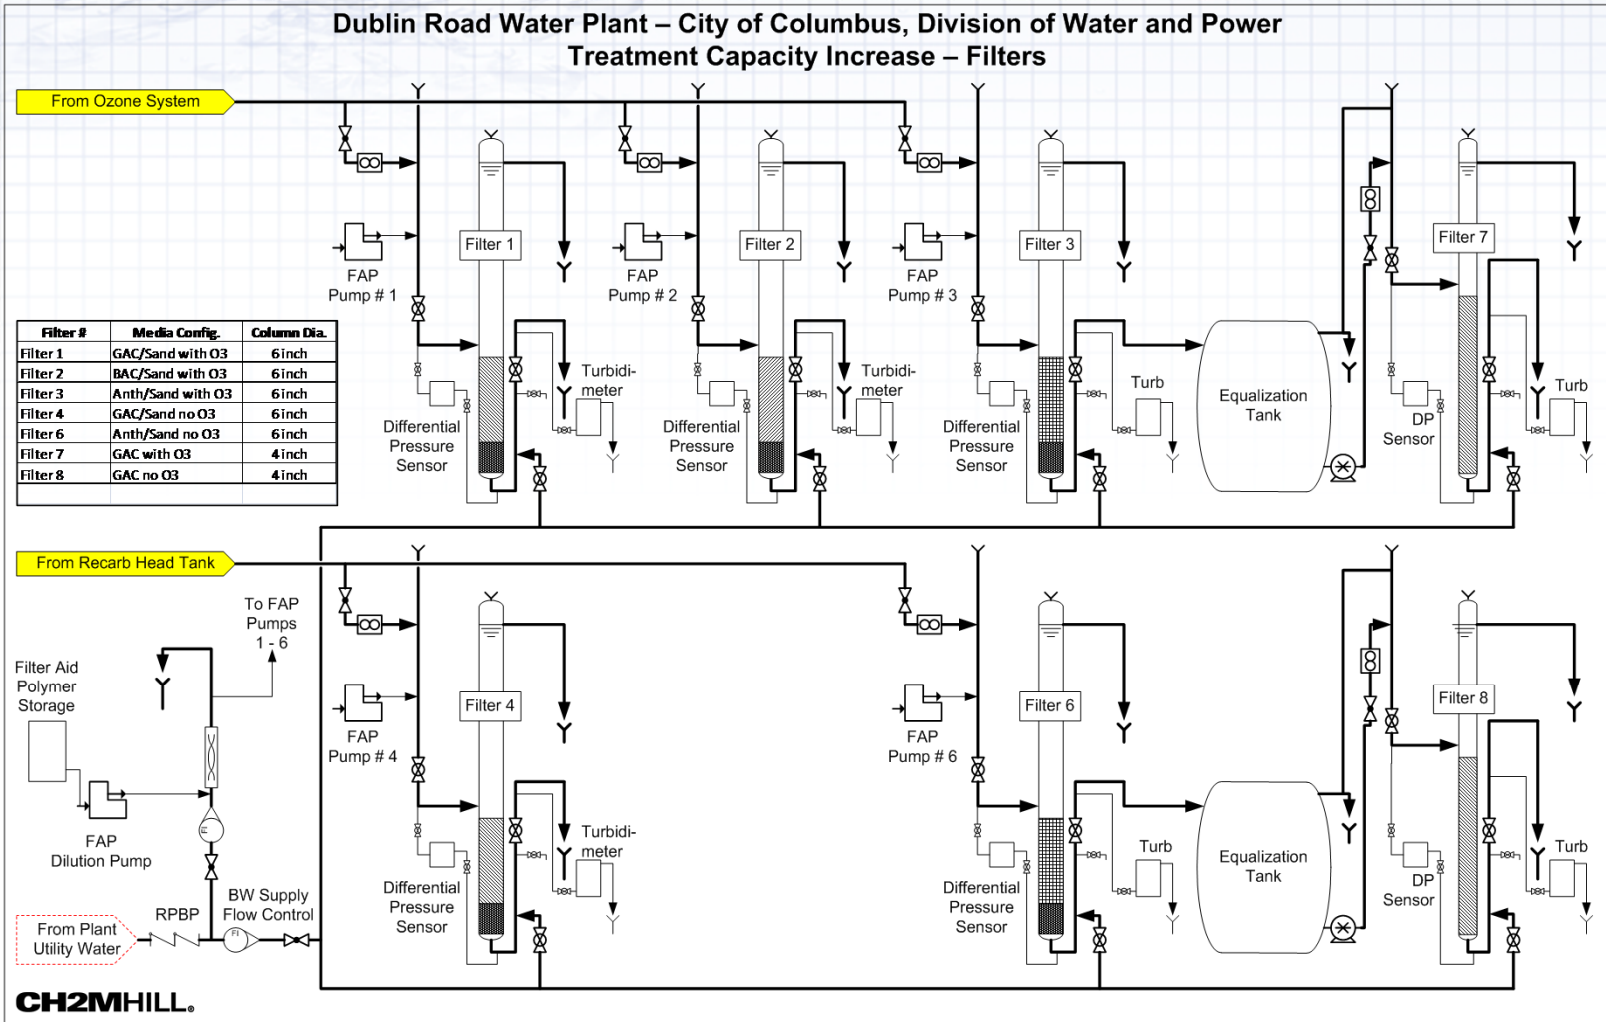 Dublin Road Water Plant – City of Columbus, Division of Water and Power
Treatment Capacity Increase – Filters
From Ozone System
Filter 1
Filter 2
Filter 3
Filter 7
FAP
Pump # 1
FAP
Pump # 2
FAP
Pump # 3
Filter # Media Config. Column Dia.
Filter 1 GAC/Sand with O3 6 inch
Filter 2 BAC/Sand with O3 6 inch
Filter 3 Anth/Sand with O3 6 inch
Filter 4 GAC/Sand no O3 6 inch
Filter 6 Anth/Sand no O3 6 inch
Filter 7 GAC with O3 4 inch
Filter 8 GAC no O3 4 inch
Differential
Pressure
Sensor
Turbidi-
meter
Differential
Pressure
Sensor
Turbidi-
meter
Differential
Pressure
Sensor
Turb
Equalization
Tank
DP
Sensor
Turb
From Recarb Head Tank
To FAP
Pumps
1 - 6
Filter Aid
Polymer
Storage
FAP
Dilution Pump
FI
RPBP
BW Supply
Flow Control
FI
From Plant
Utility Water
Filter 4
Filter 6
Filter 8
FAP
Pump # 4
FAP
Pump # 6
Differential
Pressure
Sensor
Turbidi-
meter
Differential
Pressure
Sensor
Turb
Equalization
Tank
DP
Sensor
Turb
CH2MHILL®